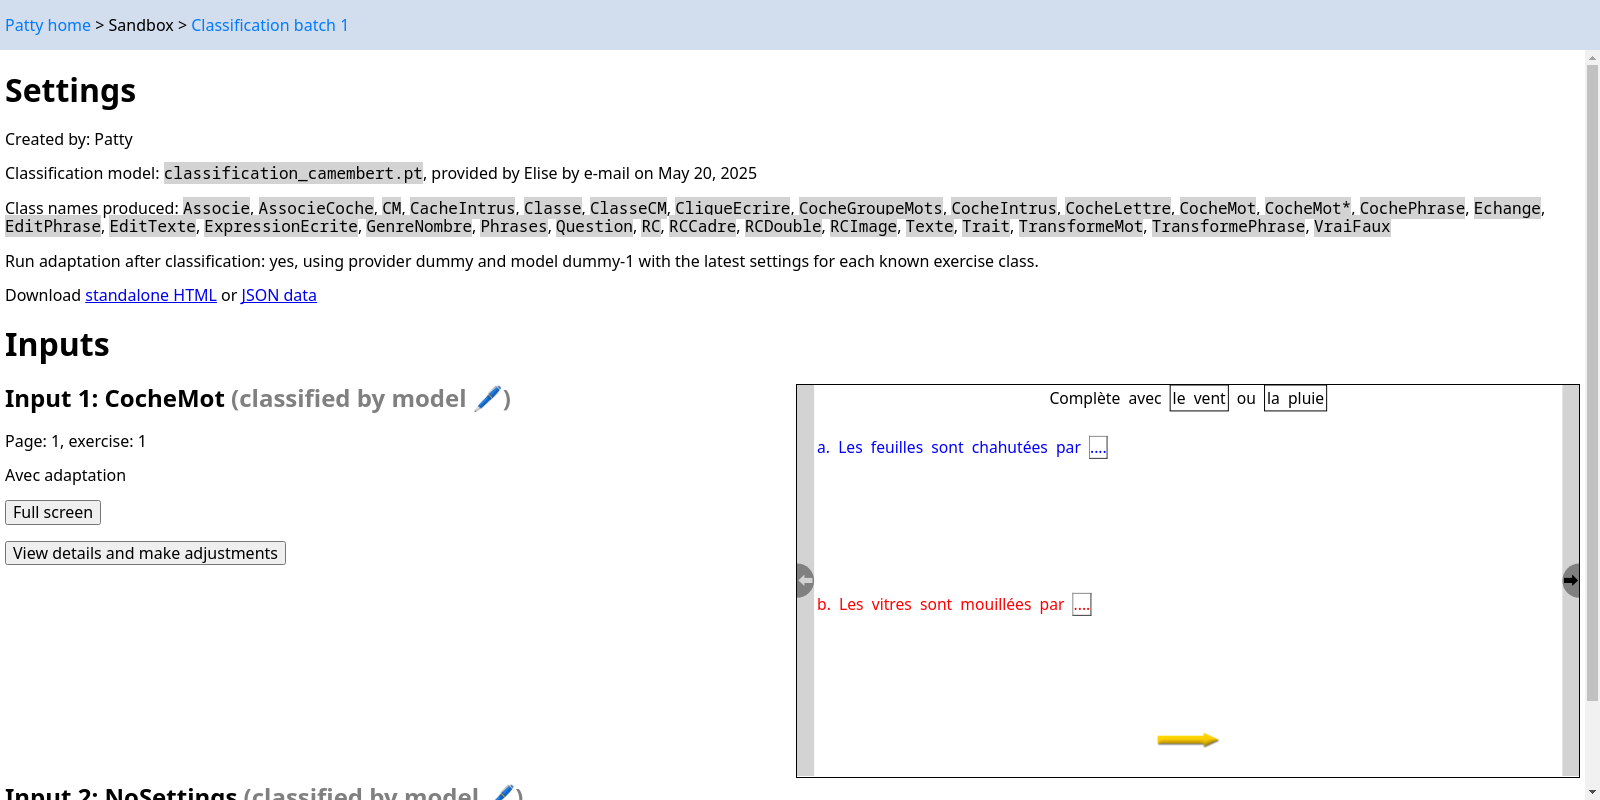 Patty home > Sandbox > Classification batch 1
Settings
Created by: Patty
Classification model: classification_camembert.pt, provided by Elise by e-mail on May 20, 2025
Class names produced: Associe, AssocieCoche, CM, CacheIntrus, Classe, ClasseCM, CliqueEcrire, CocheGroupeMots, CocheIntrus, CocheLettre, CocheMot, CocheMot*, CochePhrase, Echange,
EditPhrase, EditTexte, ExpressionEcrite, GenreNombre, Phrases, Question, RC, RCCadre, RCDouble, RCImage, Texte, Trait, TransformeMot, TransformePhrase, VraiFaux
Run adaptation after classification: yes, using provider dummy and model dummy-1 with the latest settings for each known exercise class.
Download standalone HTML or JSON data
Inputs
Input 1: CocheMot (classified by model 🖊️)
Page: 1, exercise: 1
Avec adaptation
Full screen
View details and make adjustments
Complète avec le vent ou la pluie
a. Les feuilles sont chahutées par ....
b. Les vitres sont mouillées par ....
Input 2: NoSettings (classified by model 🖊️)